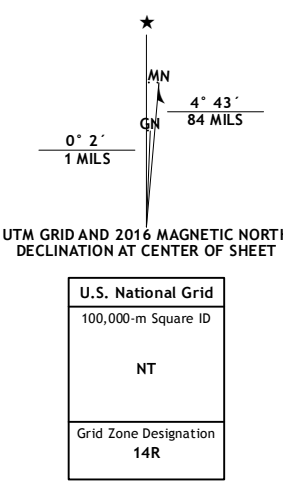 ★
MN
4° 43´
84 MILS
GN
0° 2´
1 MILS
UTM GRID AND 2016 MAGNETIC NORTH
DECLINATION AT CENTER OF SHEET
U.S. National Grid
100,000-m Square ID
NT
Grid Zone Designation
14R